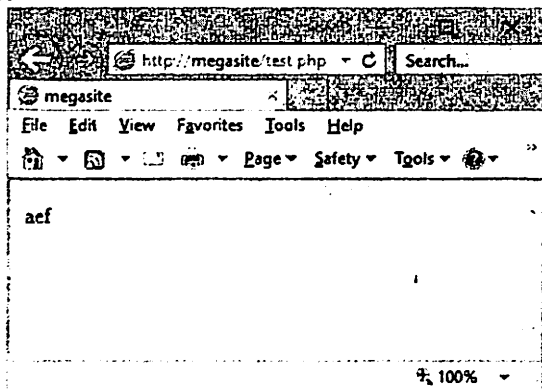 http://megasite/test.php Search...
megasite
File Edit View Favorites Tools Help
Page Safety Tools
aef
100%